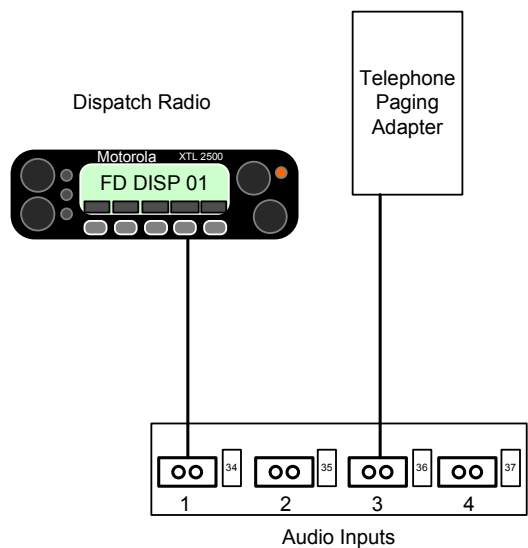 Telephone
Paging
Adapter
Dispatch Radio
Motorola XTL 2500
FD DISP 01
34 35 36 37
1 2 3 4
Audio Inputs